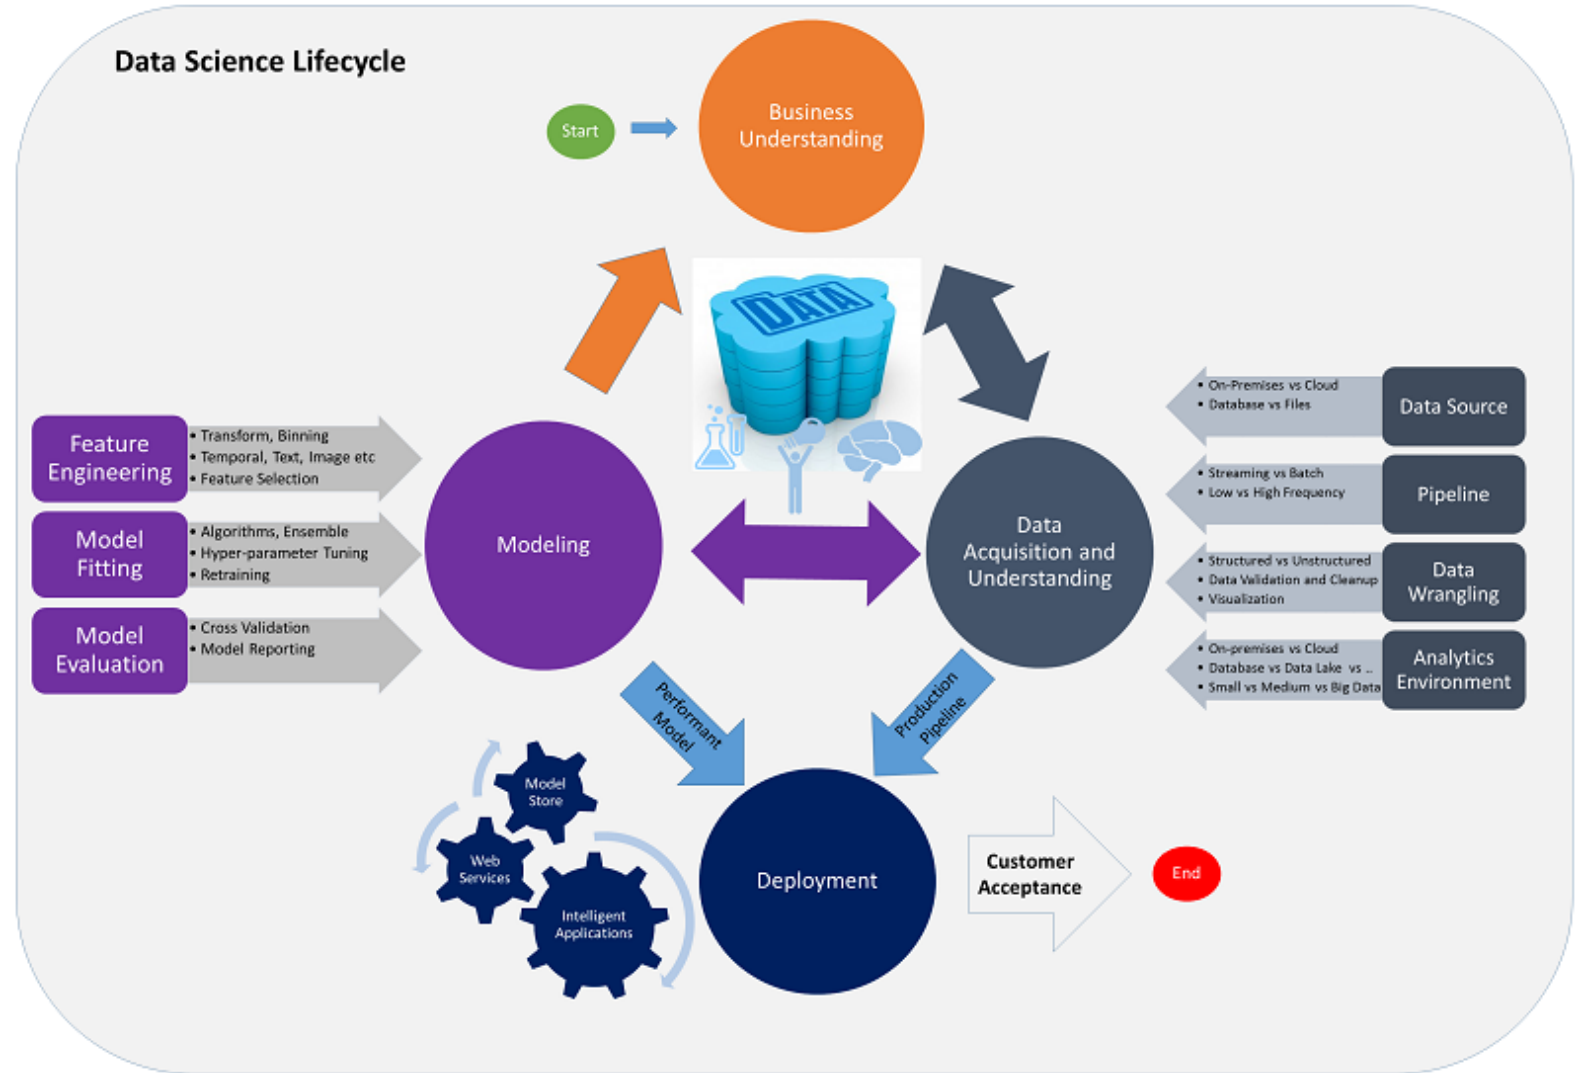 Data Science Lifecycle
Start
Business
Understanding
DATA
Feature
Engineering
• Transform, Binning
• Temporal, Text, Image etc
• Feature Selection
Model
Fitting
• Algorithms, Ensemble
• Hyper-parameter Tuning
• Retraining
Model
Evaluation
• Cross Validation
• Model Reporting
Modeling
Data
Acquisition and
Understanding
• On-Premises vs Cloud
• Database vs Files
Data Source
• Streaming vs Batch
• Low vs High Frequency
Pipeline
• Structured vs Unstructured
• Data Validation and Cleanup
• Visualization
Data
Wrangling
• On-premises vs Cloud
• Database vs Data Lake vs ..
• Small vs Medium vs Big Data
Analytics
Environment
Performant
Model
Production
Pipeline
Model
Store
Web
Services
Intelligent
Applications
Deployment
Customer
Acceptance
End